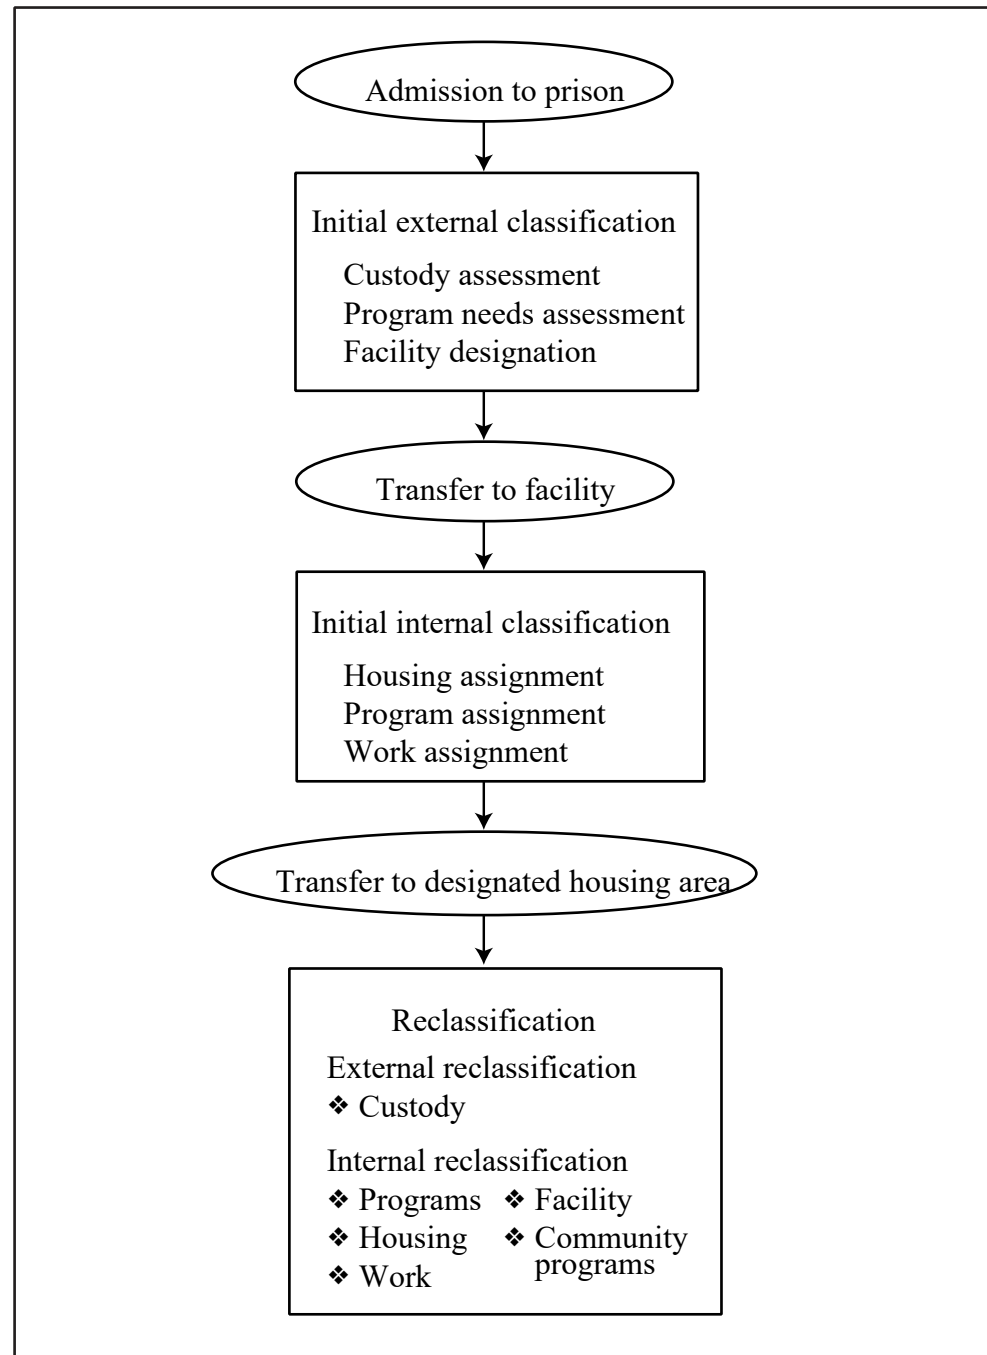 Admission to prison
Initial external classification
Custody assessment
Program needs assessment
Facility designation
Transfer to facility
Initial internal classification
Housing assignment
Program assignment
Work assignment
Transfer to designated housing area
Reclassification
External reclassification
❖ Custody
Internal reclassification
❖ Programs ❖ Facility
❖ Housing ❖ Community
programs
❖ Work